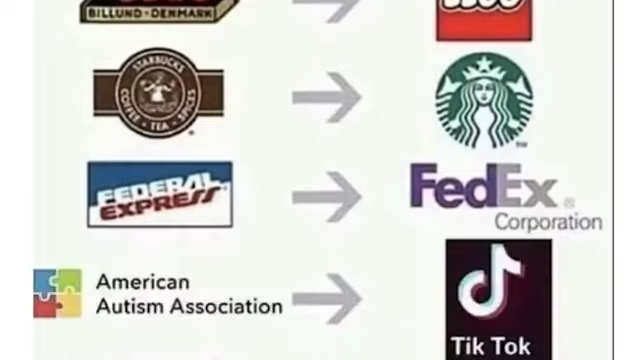 BILLUND · DENMARK
STARBUCKS
COFFEE · TEA · SPICES
FEDERAL
EXPRESS
FedEx®
Corporation
American
Autism Association
Tik Tok